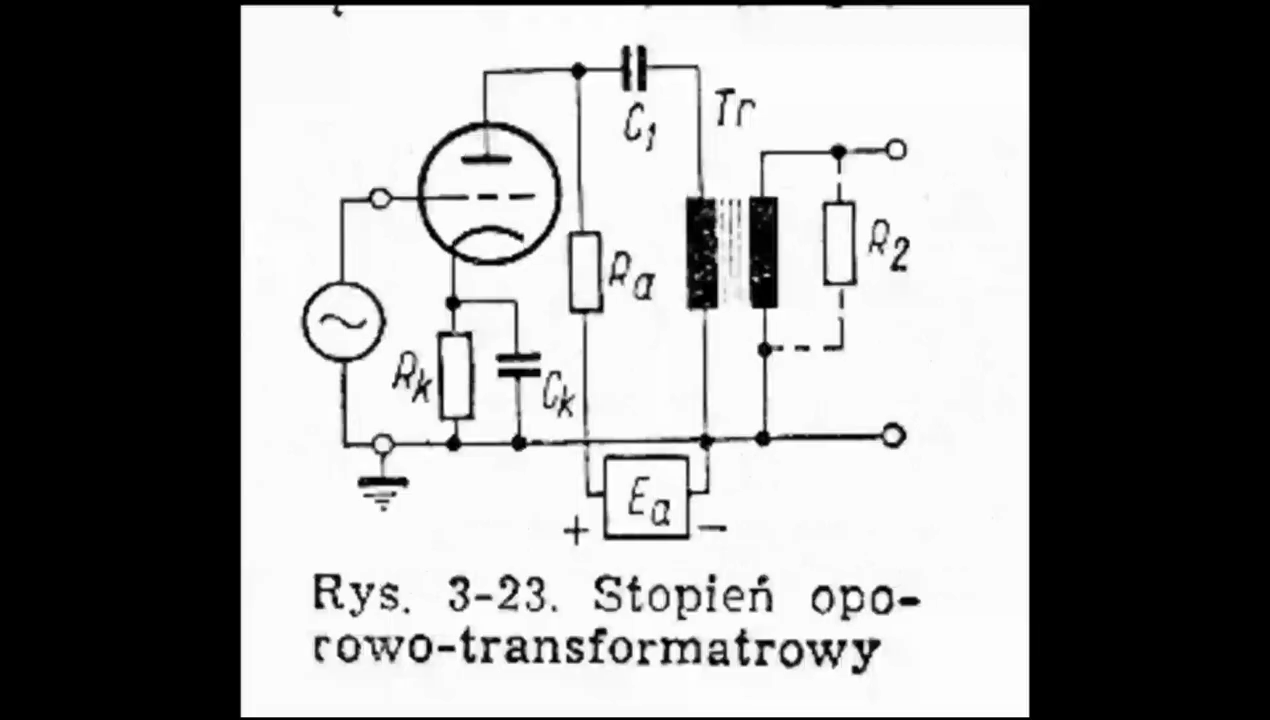 C₁
Tr
Ra
R₂
Rk
Ck
Ea
+ −
Rys. 3-23. Stopień opo-
rowo-transformatrowy